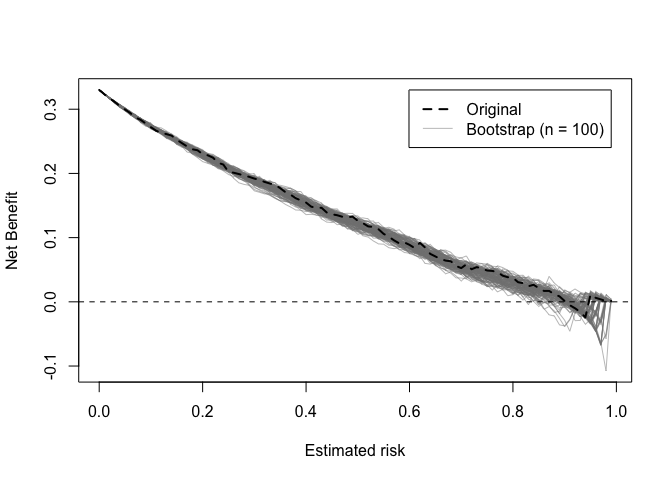 Original
Bootstrap (n = 100)
Net Benefit
0.3
0.2
0.1
0.0
-0.1
0.0 0.2 0.4 0.6 0.8 1.0
Estimated risk